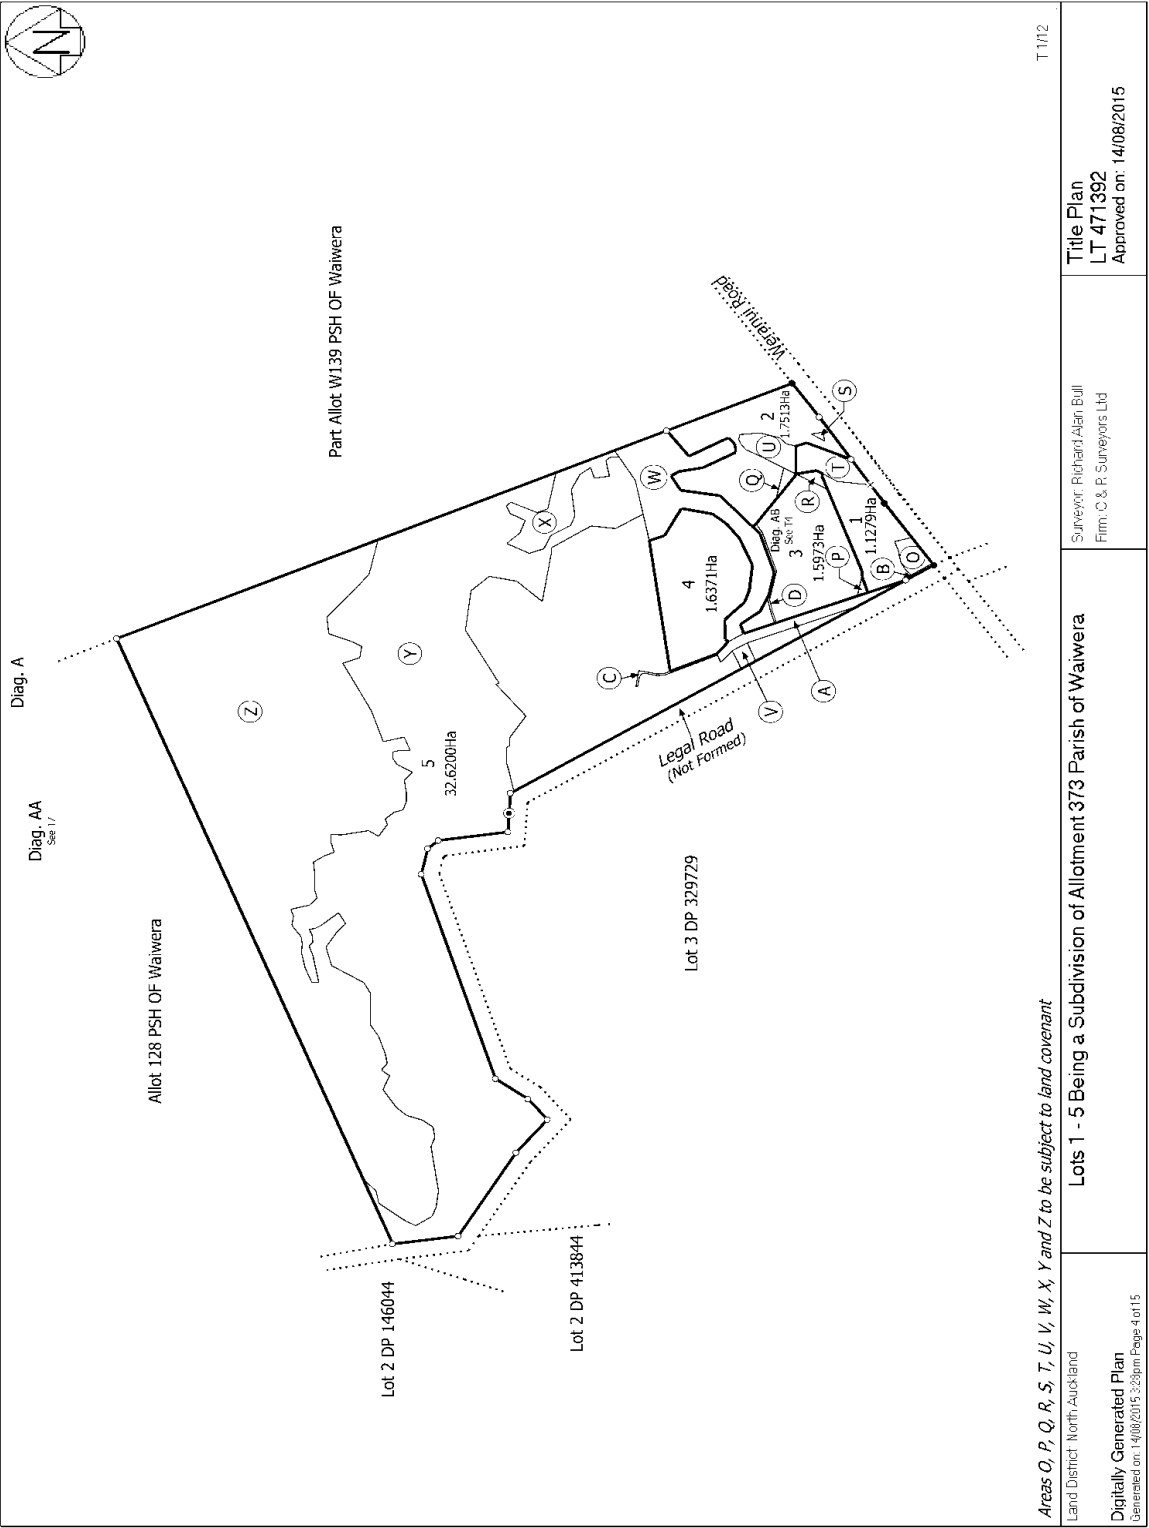 N
T 1/12
Diag. A
Diag. AA
Allot 128 PSH OF Waiwera
Part Allot W139 PSH OF Waiwera
Weranui Road
Z
Y
X
W
5
32.6200Ha
4
1.6371Ha
C
2
1.7513Ha
U
S
Q
R
T
Diag. AB
See T4
3
1.5973Ha
P
1
1.1279Ha
B
O
D
A
V
Legal Road
(Not Formed)
Lot 3 DP 329729
Lot 2 DP 146044
Lot 2 DP 413844
Areas O, P, Q, R, S, T, U, V, W, X, Y and Z to be subject to land covenant
Land District: North Auckland
Digitally Generated Plan
Generated on: 14/08/2015 3:28pm Page 4 of 15
Lots 1 - 5 Being a Subdivision of Allotment 373 Parish of Waiwera
Surveyor: Richard Alan Bull
Firm: C & R Surveyors Ltd
Title Plan
LT 471392
Approved on: 14/08/2015